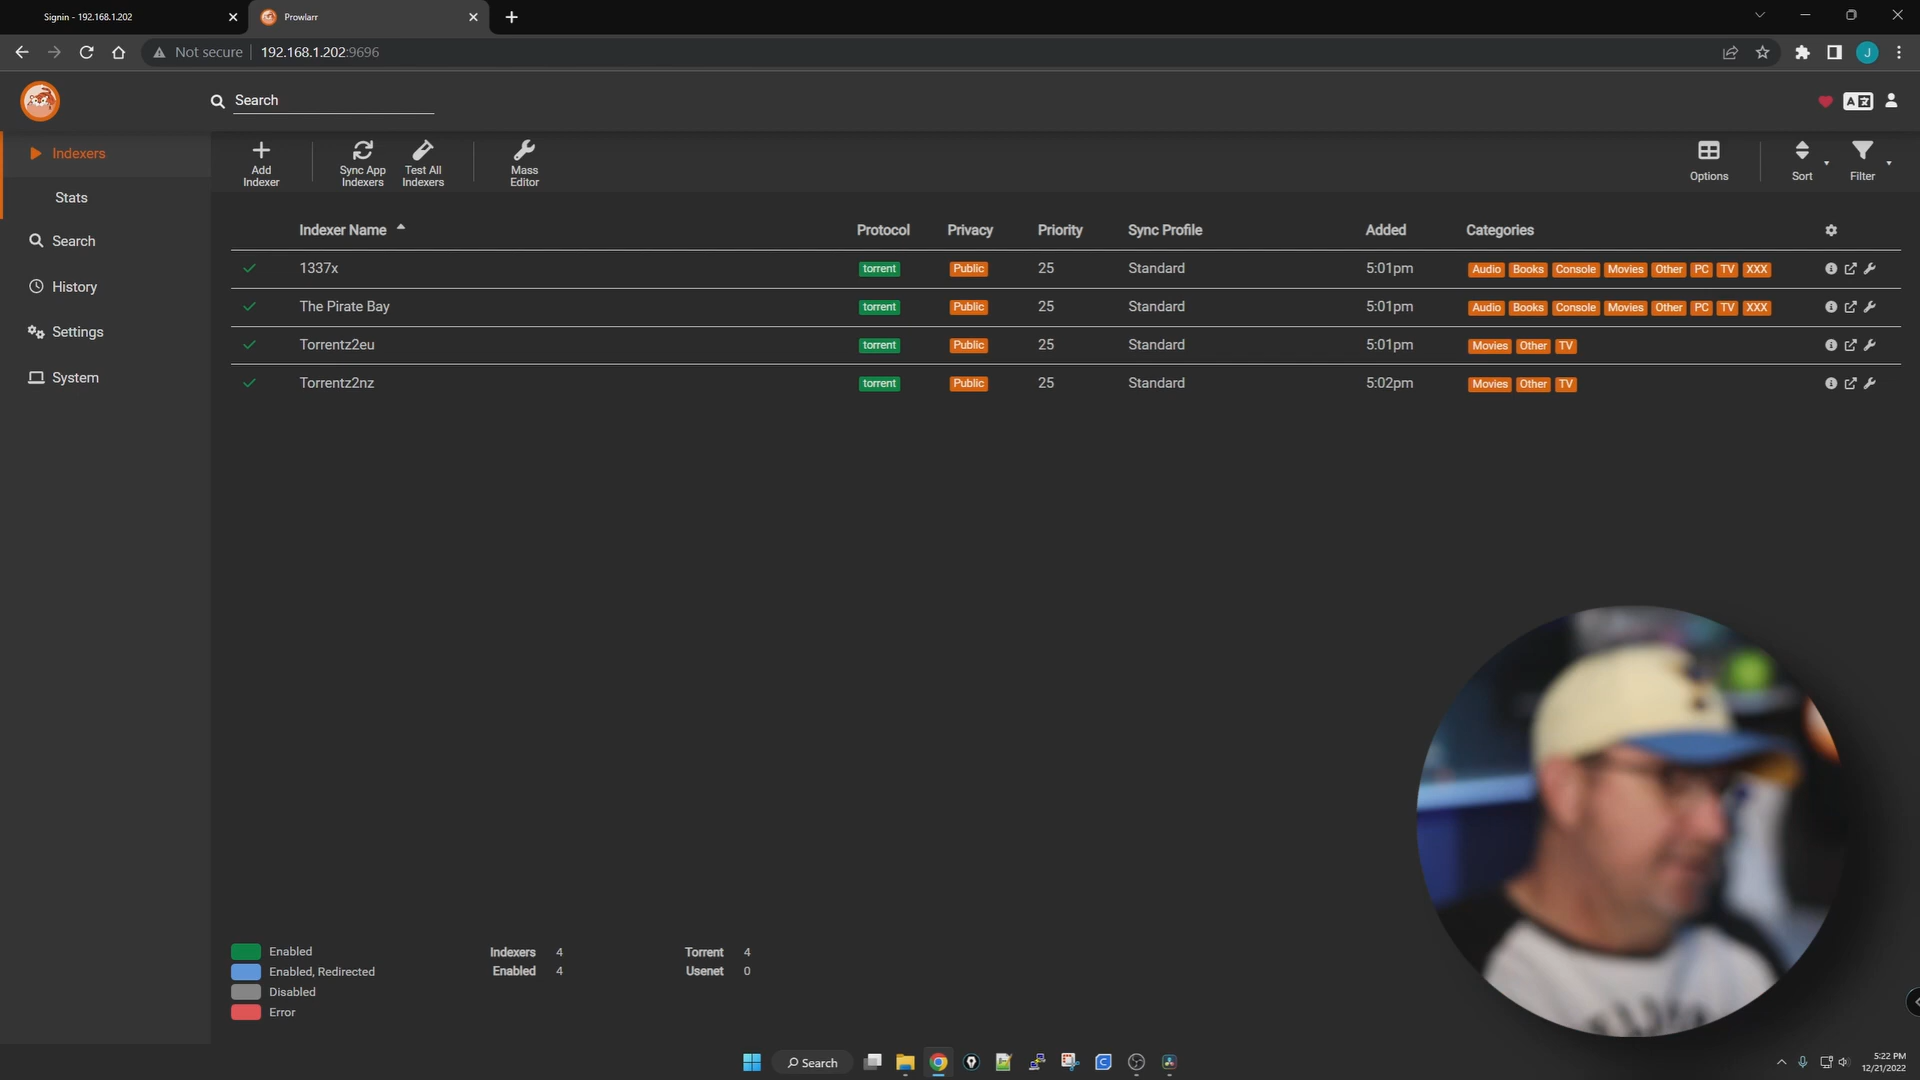 Signin - 192.168.1.202
Prowlarr
Not secure
192.168.1.202:9696
J
Search
Indexers
Stats
Search
History
Settings
System
Add Indexer
Sync App Indexers
Test All Indexers
Mass Editor
Options
Sort
Filter
Indexer Name Protocol Privacy Priority Sync Profile Added Categories
1337x torrent Public 25 Standard 5:01pm Audio Books Console Movies Other PC TV XXX
The Pirate Bay torrent Public 25 Standard 5:01pm Audio Books Console Movies Other PC TV XXX
Torrentz2eu torrent Public 25 Standard 5:01pm Movies Other TV
Torrentz2nz torrent Public 25 Standard 5:02pm Movies Other TV
Enabled
Enabled, Redirected
Disabled
Error
Indexers 4
Enabled 4
Torrent 4
Usenet 0
Search
5:22 PM
12/21/2022